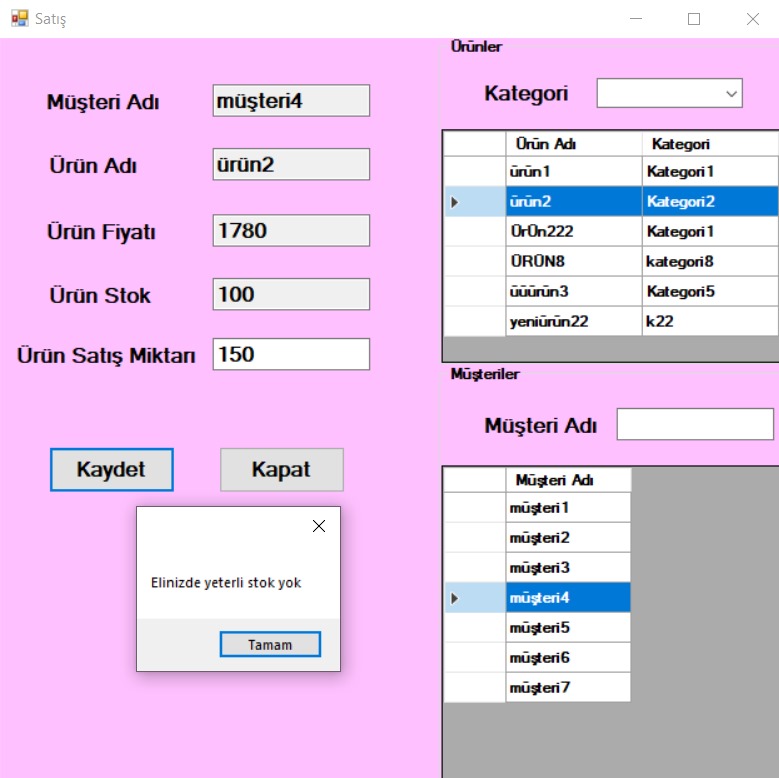 Satış
Müşteri Adı müşteri4
Ürün Adı ürün2
Ürün Fiyatı 1780
Ürün Stok 100
Ürün Satış Miktarı 150
Kaydet Kapat
Elinizde yeterli stok yok
Tamam
Ürünler
Kategori
Ürün Adı Kategori
ürün1 Kategori1
ürün2 Kategori2
ÜrÜn222 Kategori1
ÜRÜN8 kategori8
üüürün3 Kategori5
yeniürün22 k22
Müşteriler
Müşteri Adı
Müşteri Adı
müşteri1
müşteri2
müşteri3
müşteri4
müşteri5
müşteri6
müşteri7